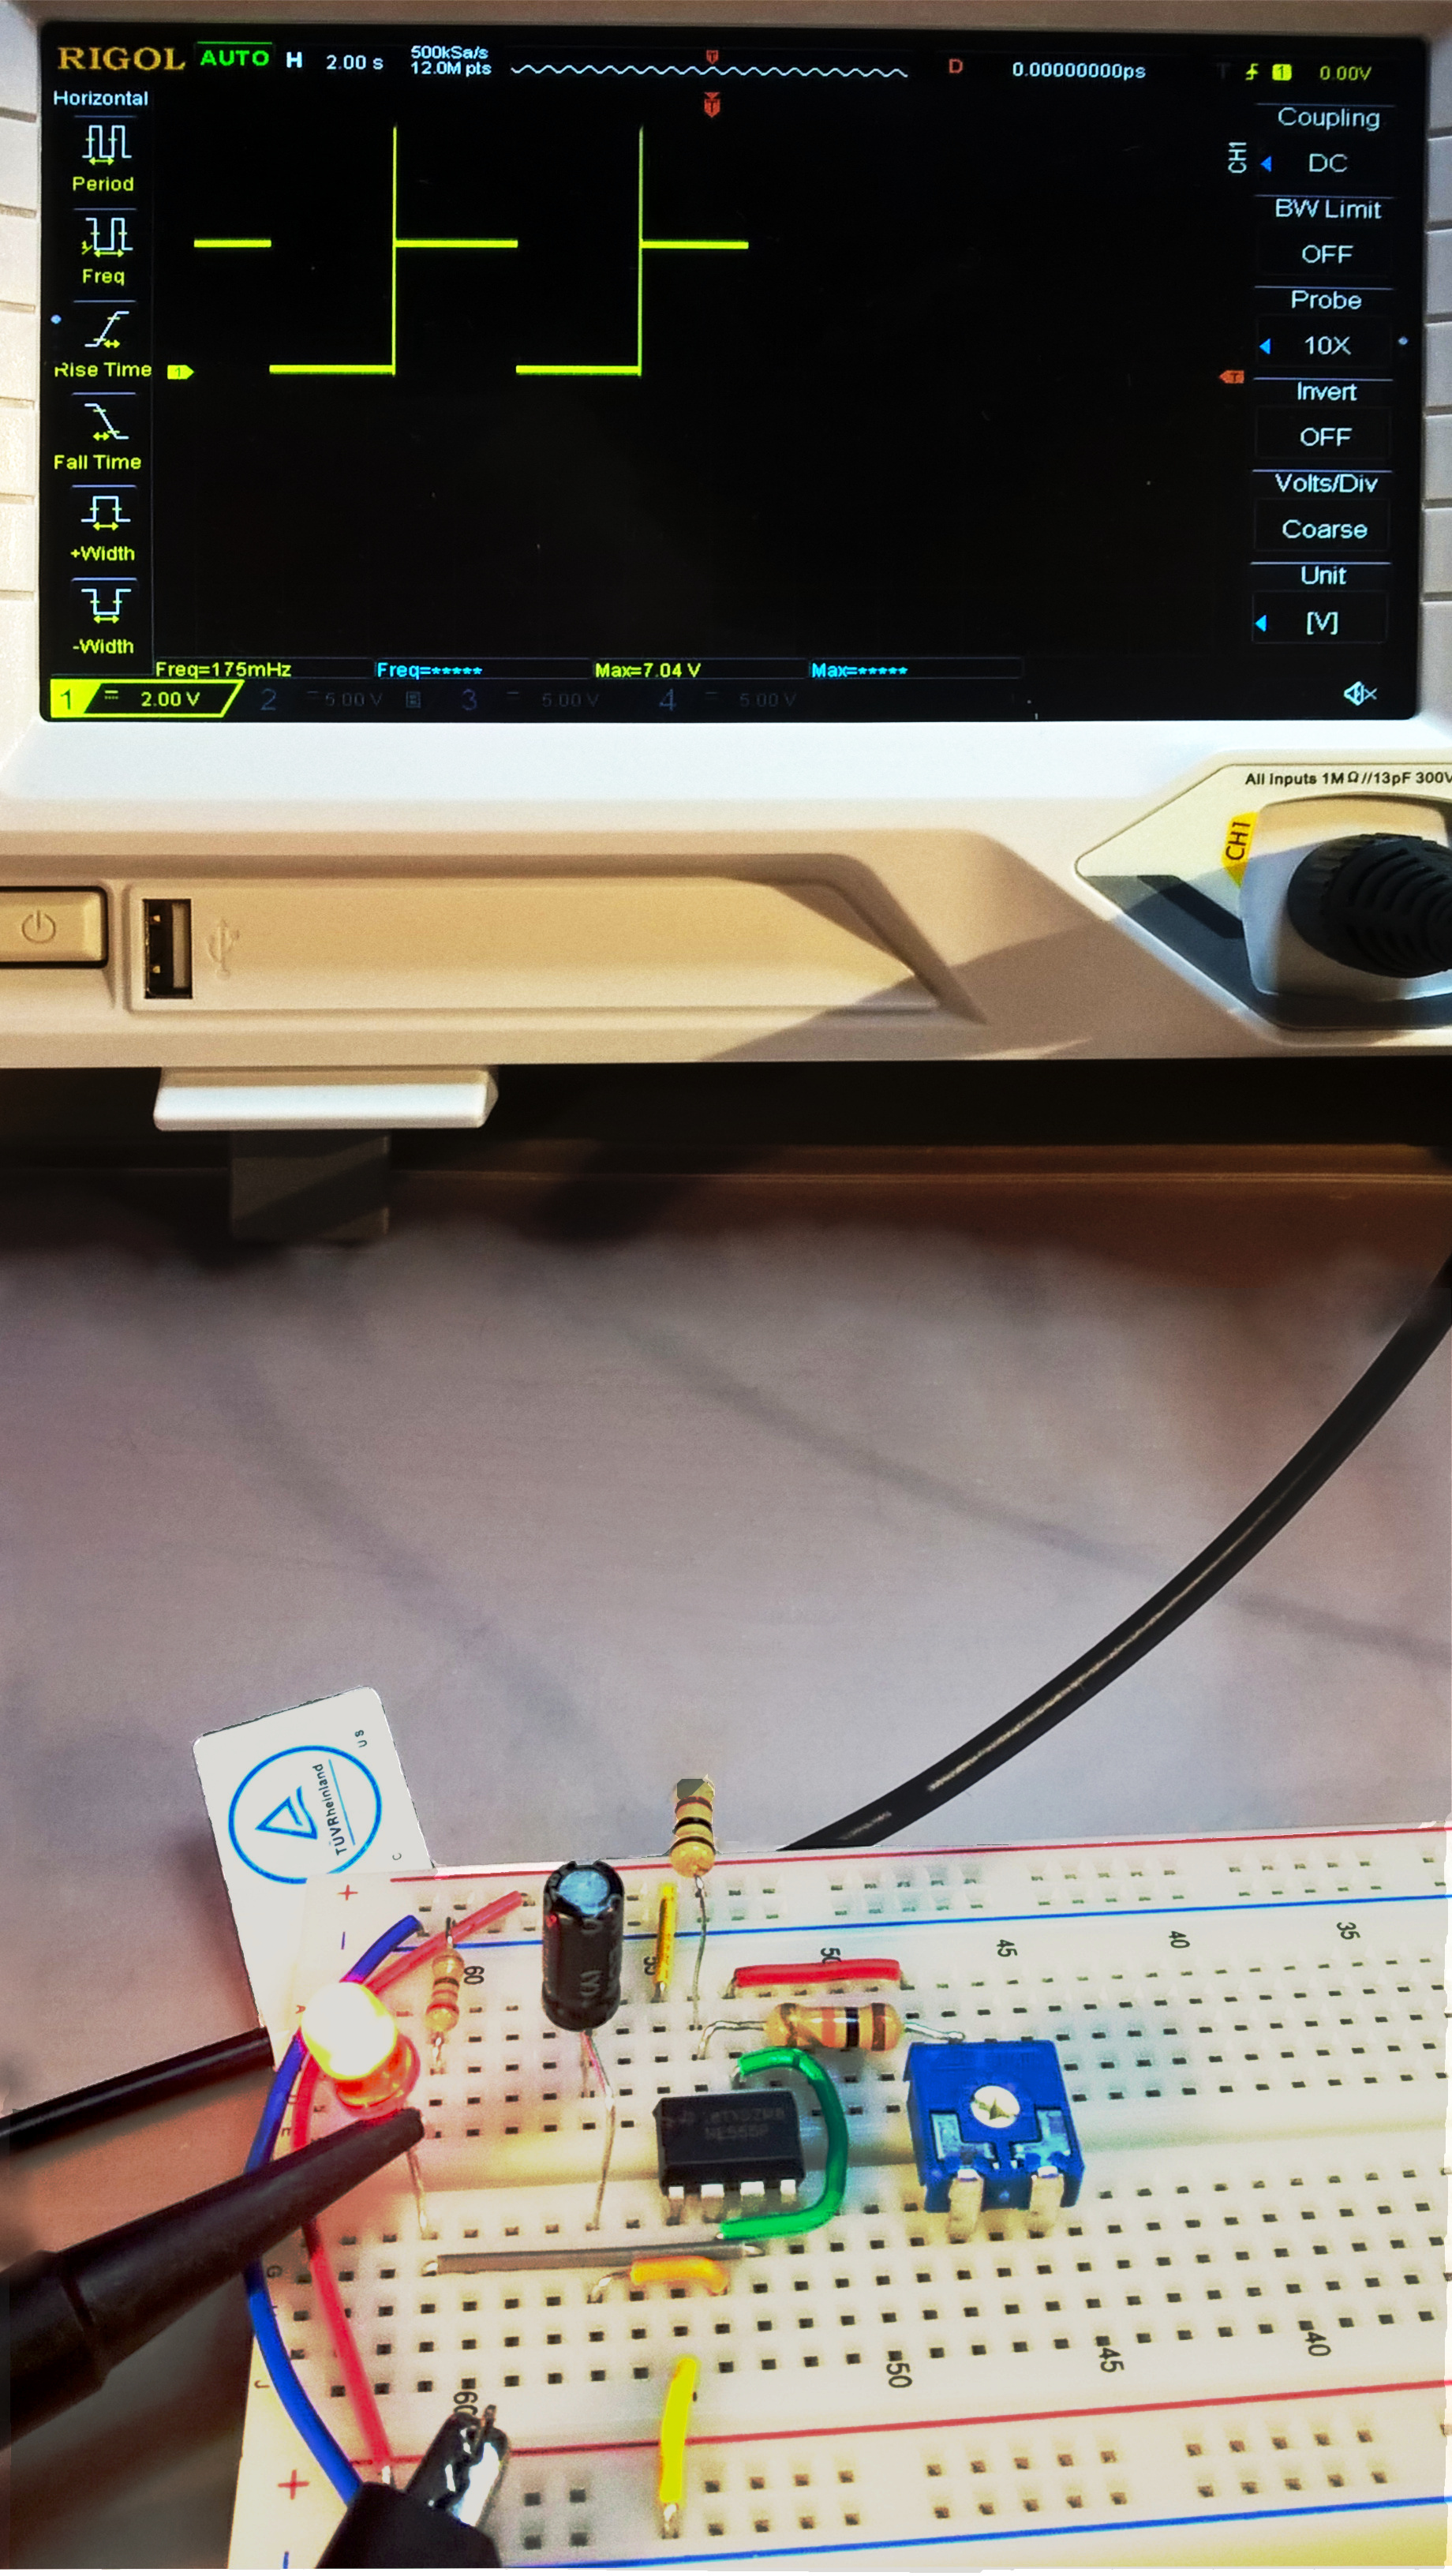 RIGOL AUTO H 2.00 s 500kSa/s D 0.00000000ps T 1 0.00V
12.0M pts
Horizontal
Period
Freq
Rise Time
Fall Time
+Width
-Width
T
T
1
T
CH1
Coupling
DC
BW Limit
OFF
Probe
10X
Invert
OFF
Volts/Div
Coarse
Unit
[V]
Freq=175mHz Freq=***** Max=7.04 V Max=*****
1 2.00 V 2 5.00 V B 3 5.00 V 4 5.00 V
All Inputs 1MΩ//13pF 300V
CH1
TÜVRheinland
US
C
+
-
60 55 50 45 40 35
A
E
NE555P
G
J
60 50 45 40
+
-